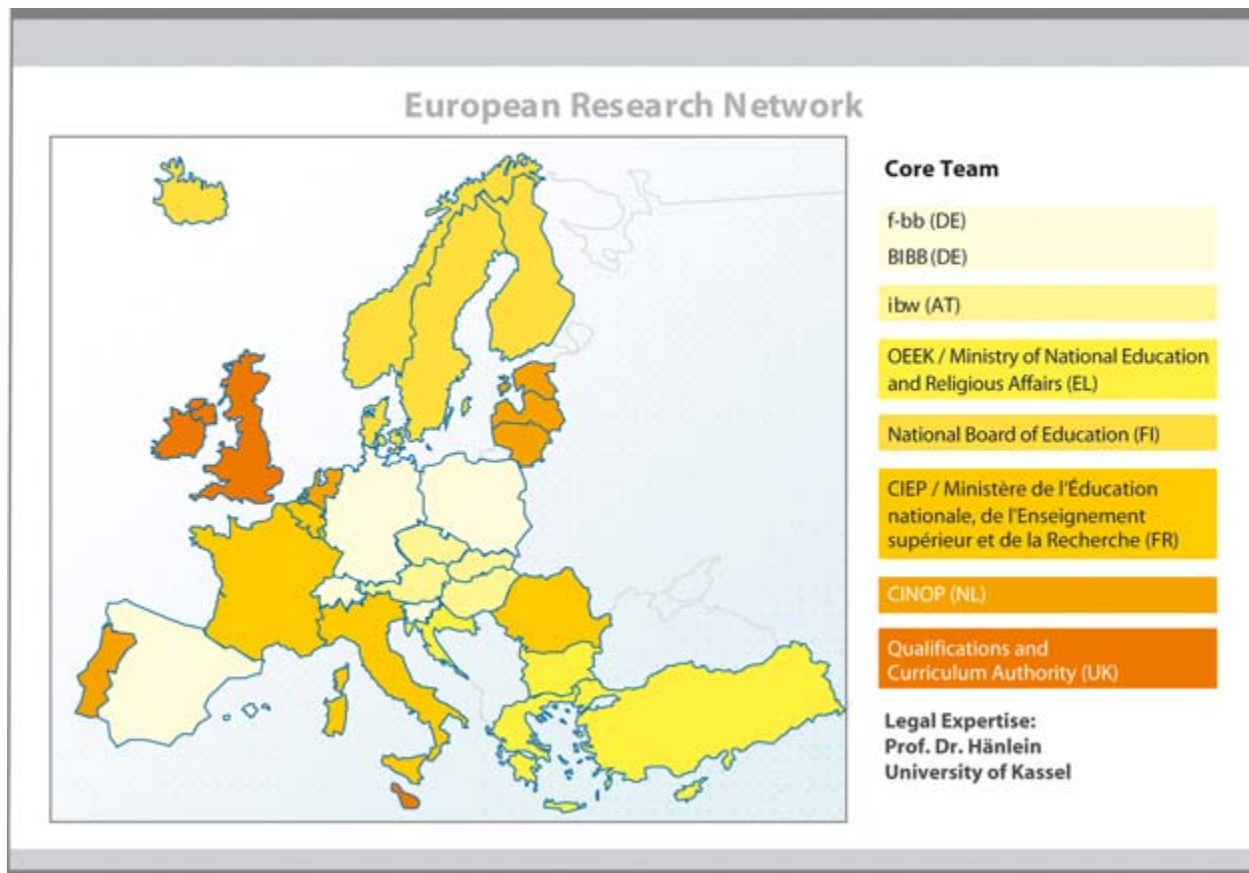 European Research Network
Core Team
f-bb (DE)
BIBB (DE)
ibw (AT)
OEEK / Ministry of National Education
and Religious Affairs (EL)
National Board of Education (FI)
CIEP / Ministère de l'Éducation
nationale, de l'Enseignement
supérieur et de la Recherche (FR)
CINOP (NL)
Qualifications and
Curriculum Authority (UK)
Legal Expertise:
Prof. Dr. Hänlein
University of Kassel